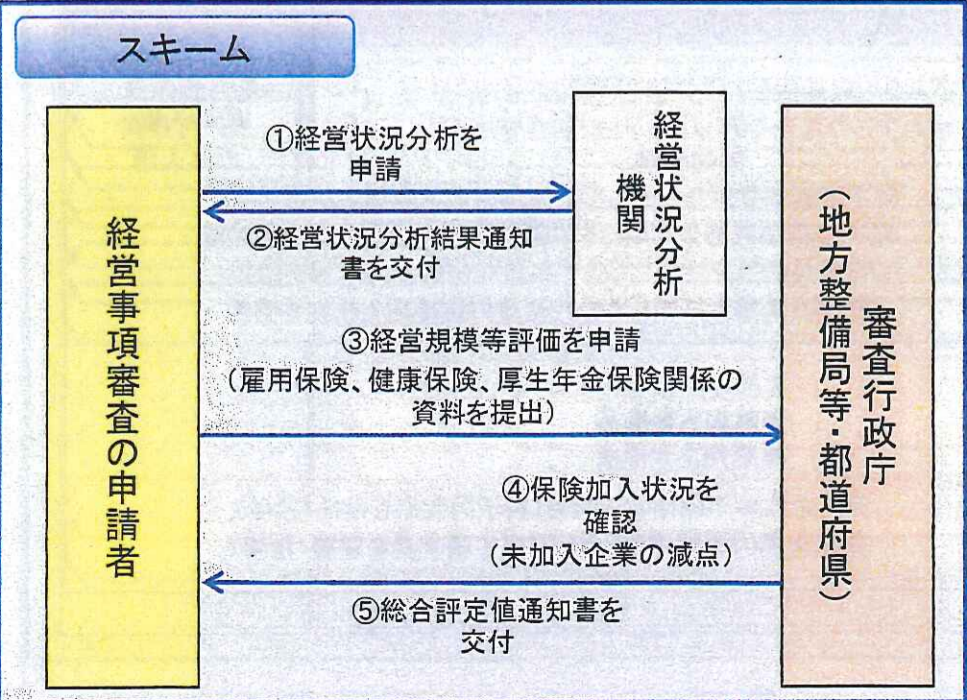 スキーム
経営事項審査の申請者
①経営状況分析を
申請
②経営状況分析結果通知
書を交付
経営状況分析
機関
③経営規模等評価を申請
(雇用保険、健康保険、厚生年金保険関係の
資料を提出)
④保険加入状況を
確認
(未加入企業の減点)
⑤総合評定値通知書を
交付
審査行政庁
(地方整備局等・都道府県)